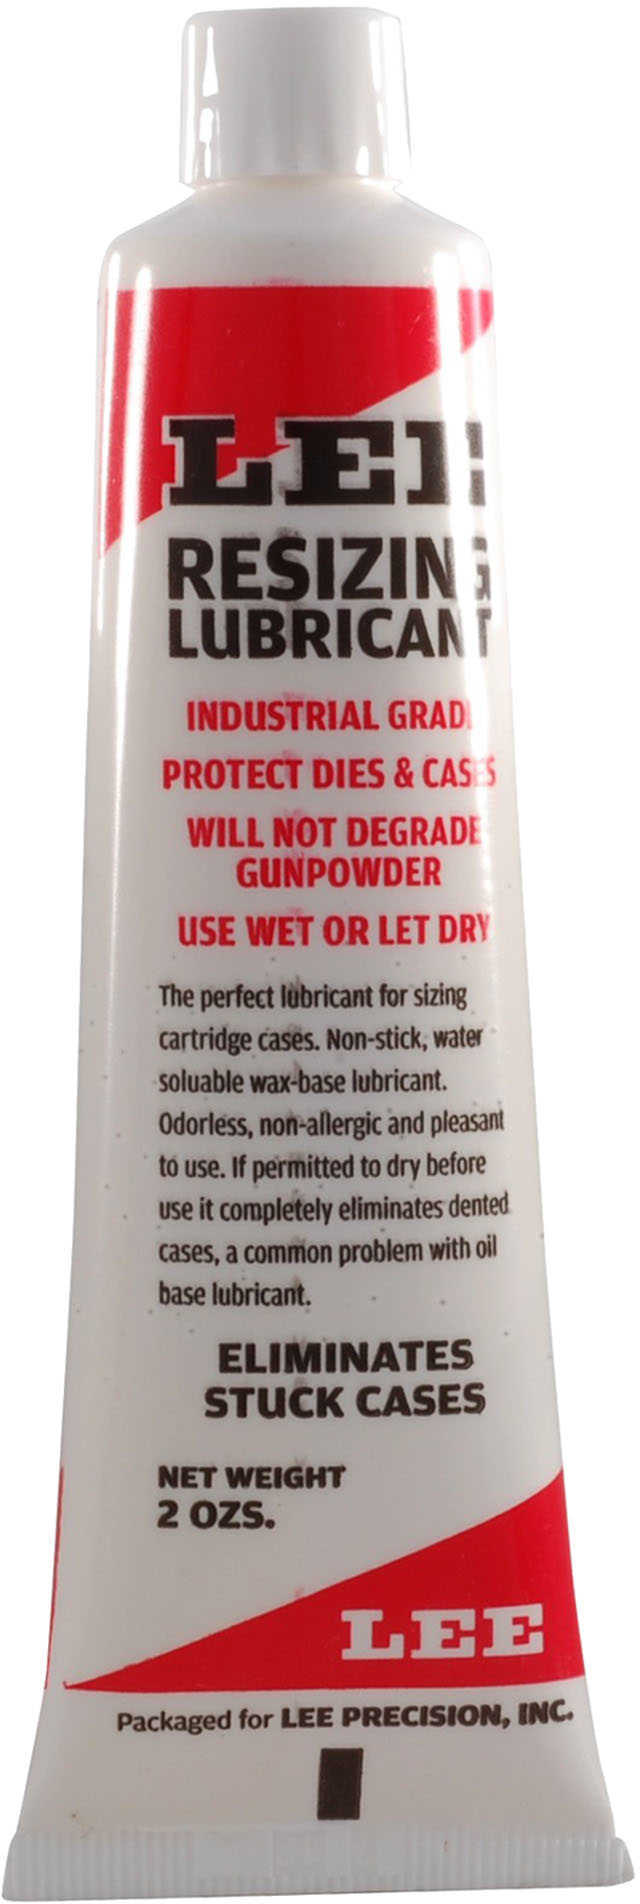 LEE
RESIZING
LUBRICANT
INDUSTRIAL GRADE
PROTECT DIES & CASES
WILL NOT DEGRADE
GUNPOWDER
USE WET OR LET DRY
The perfect lubricant for sizing
cartridge cases. Non-stick, water
soluable wax-base lubricant.
Odorless, non-allergic and pleasant
to use. If permitted to dry before
use it completely eliminates dented
cases, a common problem with oil
base lubricant.
ELIMINATES
STUCK CASES
NET WEIGHT
2 OZS.
LEE
Packaged for LEE PRECISION, INC.